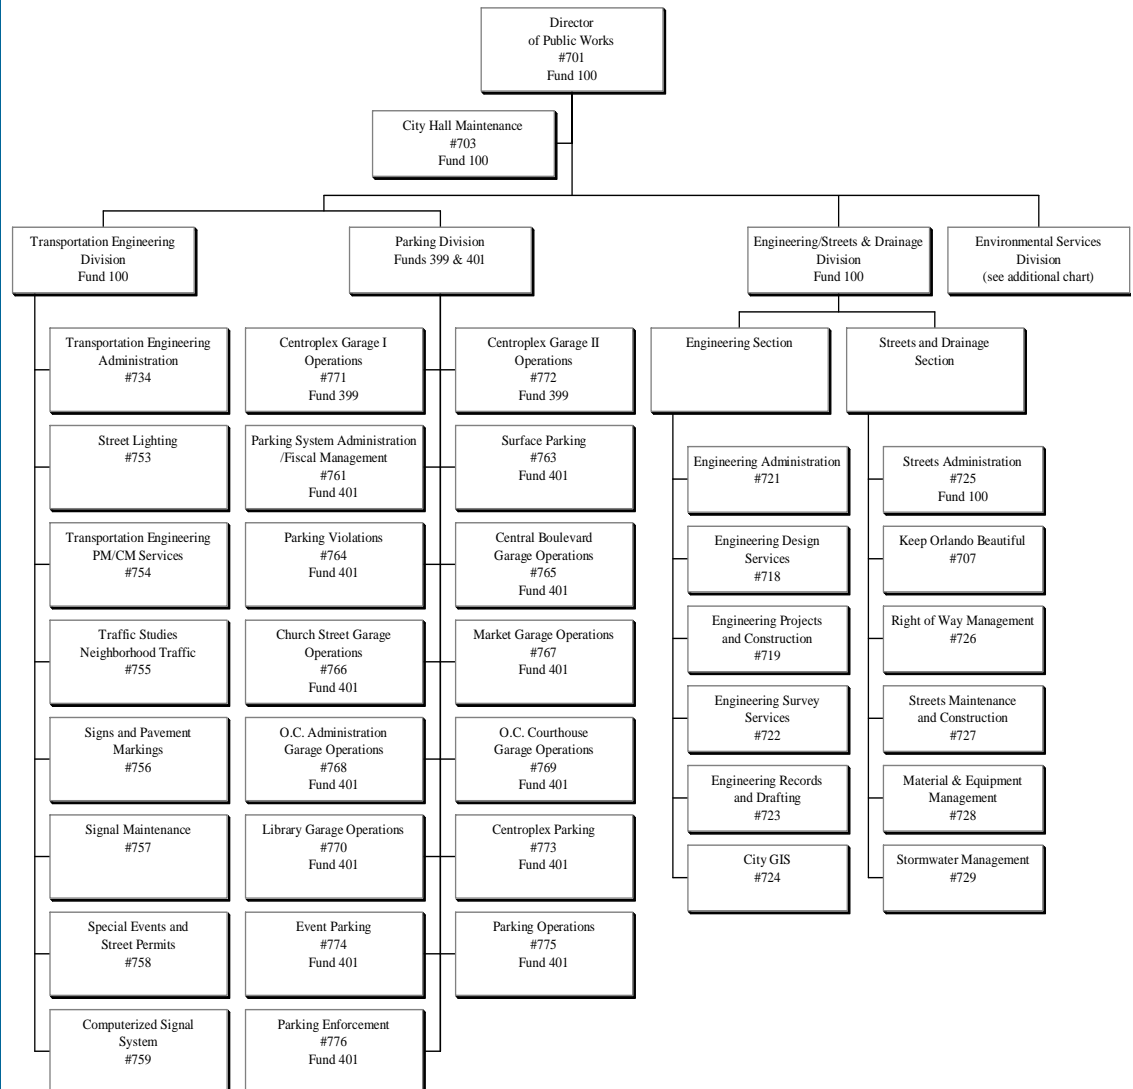 Director
of Public Works
#701
Fund 100
City Hall Maintenance
#703
Fund 100
Transportation Engineering
Division
Fund 100
Parking Division
Funds 399 & 401
Engineering/Streets & Drainage
Division
Fund 100
Environmental Services
Division
(see additional chart)
Transportation Engineering
Administration
#734
Street Lighting
#753
Transportation Engineering
PM/CM Services
#754
Traffic Studies
Neighborhood Traffic
#755
Signs and Pavement
Markings
#756
Signal Maintenance
#757
Special Events and
Street Permits
#758
Computerized Signal
System
#759
Centroplex Garage I
Operations
#771
Fund 399
Centroplex Garage II
Operations
#772
Fund 399
Parking System Administration
/Fiscal Management
#761
Fund 401
Surface Parking
#763
Fund 401
Parking Violations
#764
Fund 401
Central Boulevard
Garage Operations
#765
Fund 401
Church Street Garage
Operations
#766
Fund 401
Market Garage Operations
#767
Fund 401
O.C. Administration
Garage Operations
#768
Fund 401
O.C. Courthouse
Garage Operations
#769
Fund 401
Library Garage Operations
#770
Fund 401
Centroplex Parking
#773
Fund 401
Event Parking
#774
Fund 401
Parking Operations
#775
Fund 401
Parking Enforcement
#776
Fund 401
Engineering Section
Engineering Administration
#721
Engineering Design
Services
#718
Engineering Projects
and Construction
#719
Engineering Survey
Services
#722
Engineering Records
and Drafting
#723
City GIS
#724
Streets and Drainage
Section
Streets Administration
#725
Fund 100
Keep Orlando Beautiful
#707
Right of Way Management
#726
Streets Maintenance
and Construction
#727
Material & Equipment
Management
#728
Stormwater Management
#729